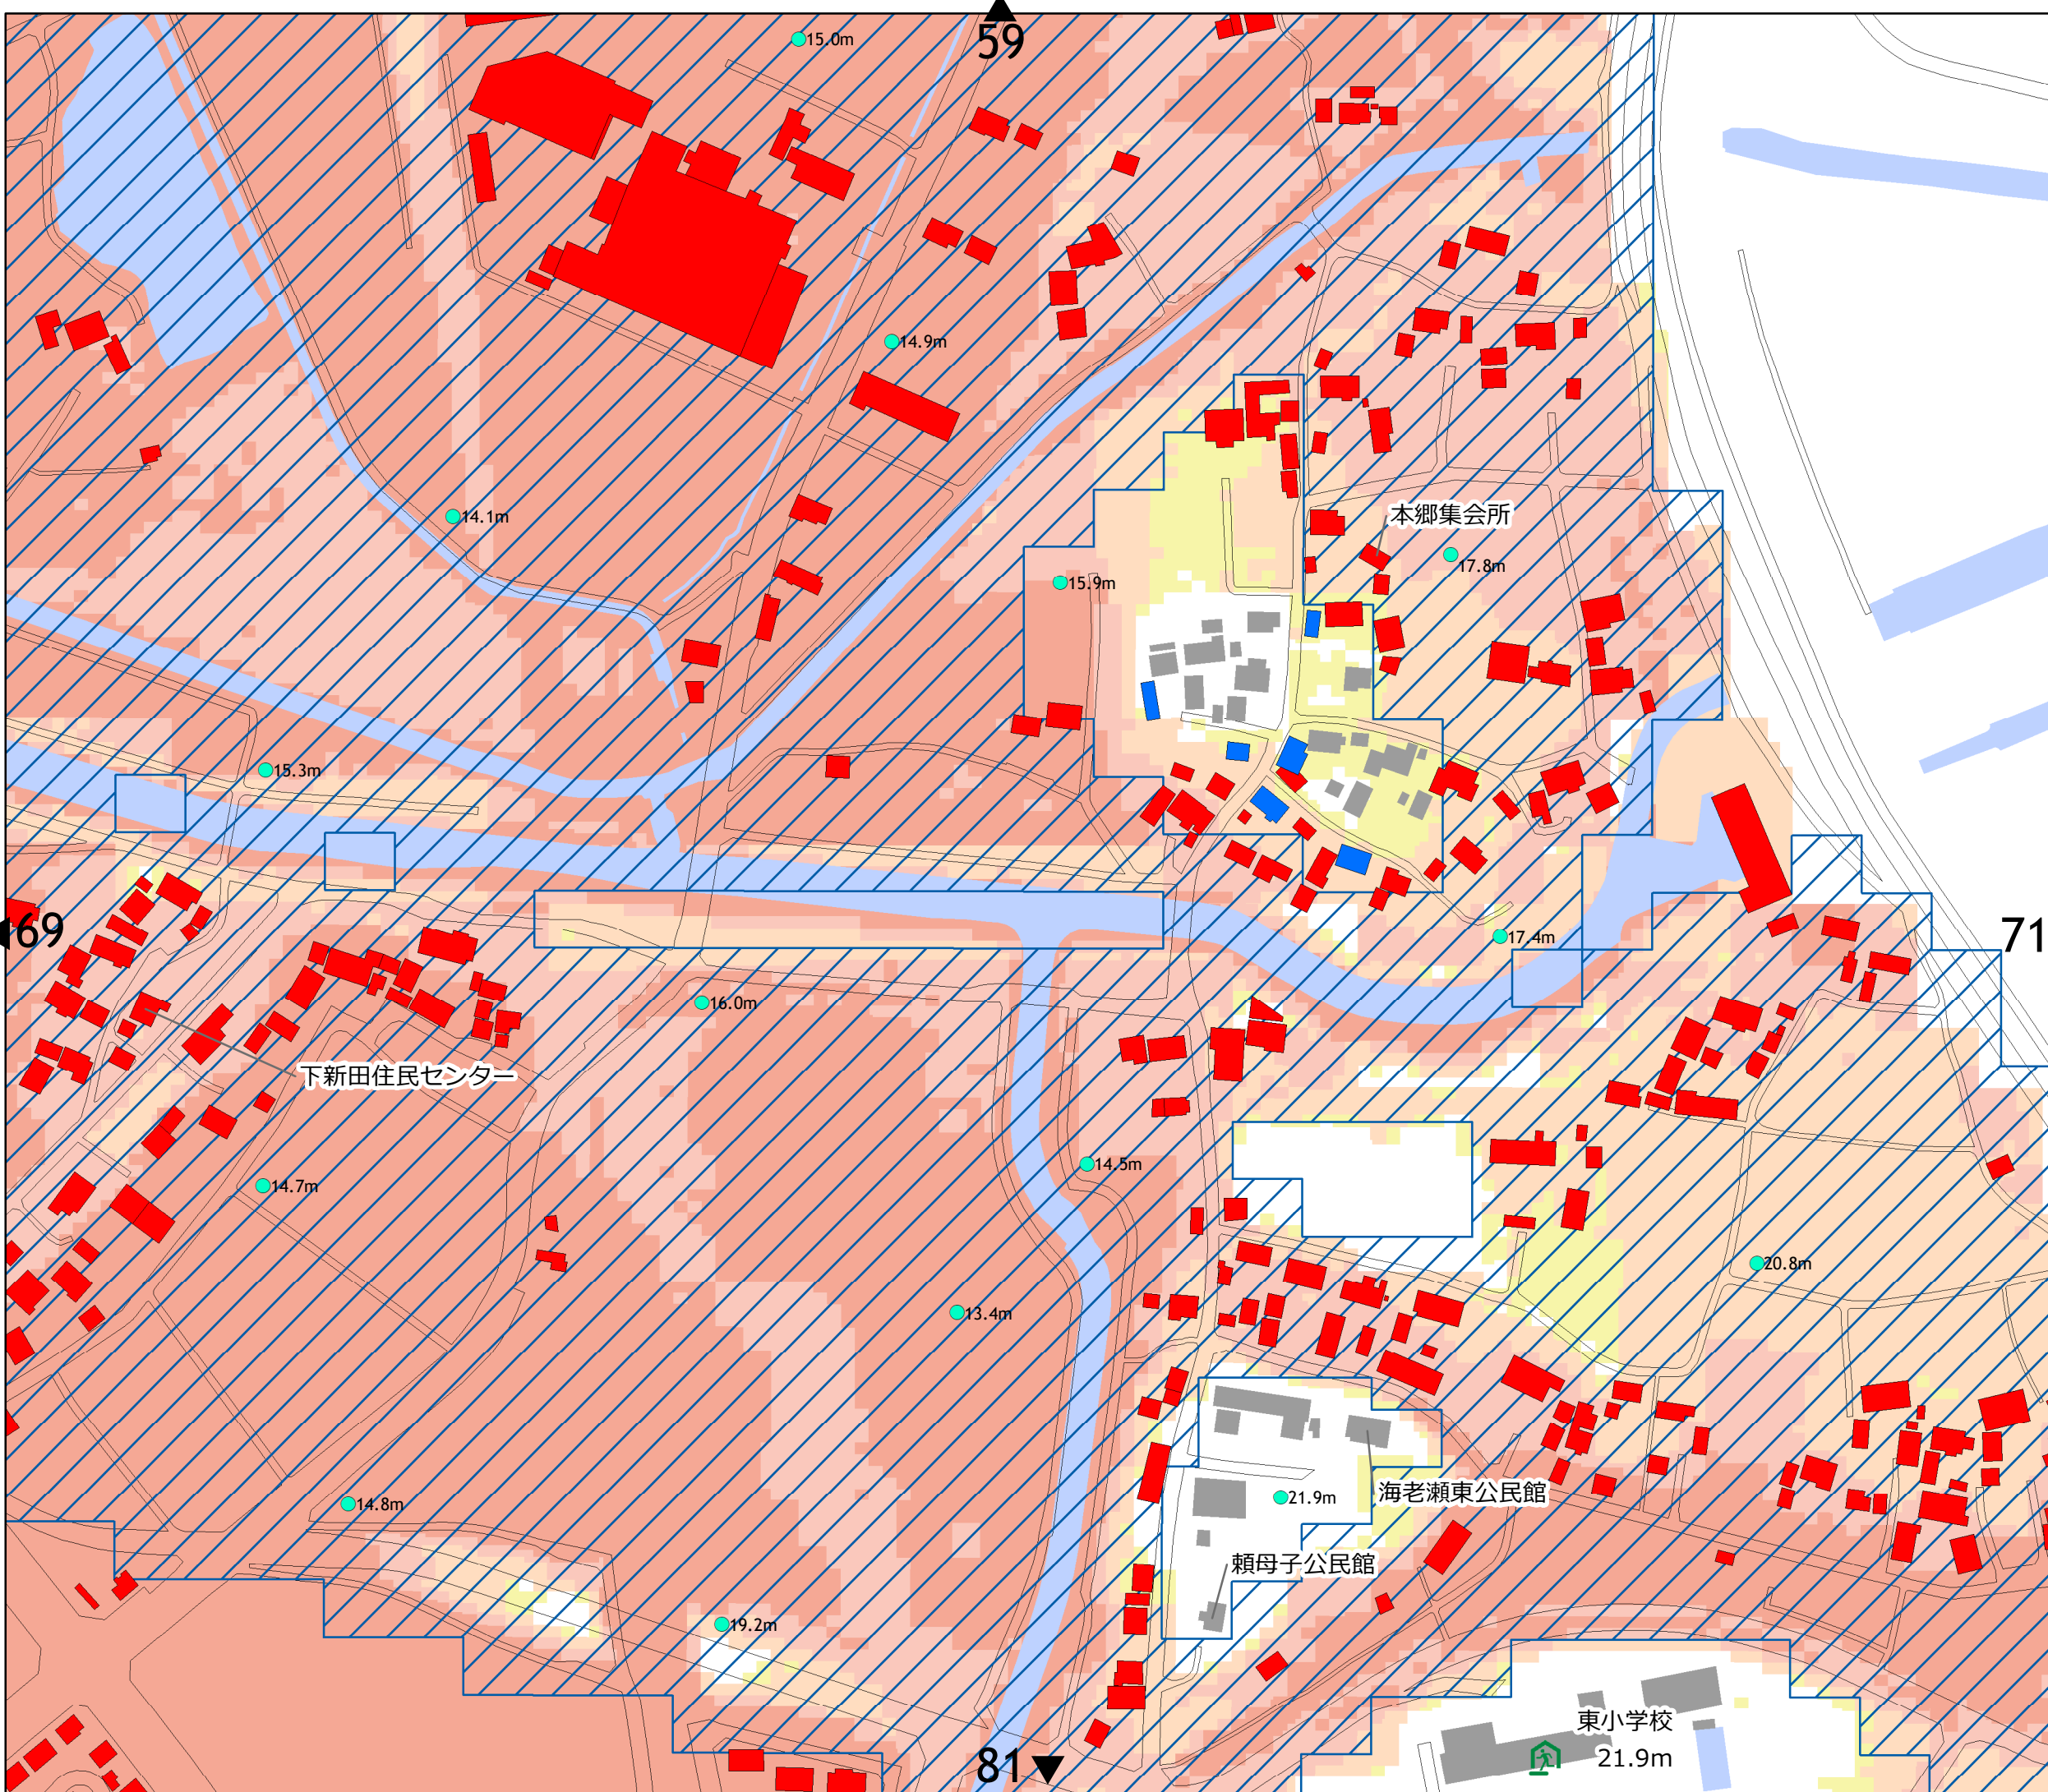 15.0m
59
14.9m
14.1m
本郷集会所
17.8m
15.9m
15.3m
69
17.4m
71
16.0m
下新田住民センター
14.5m
14.7m
20.8m
13.4m
14.8m
21.9m
海老瀬東公民館
頼母子公民館
19.2m
東小学校
21.9m
81